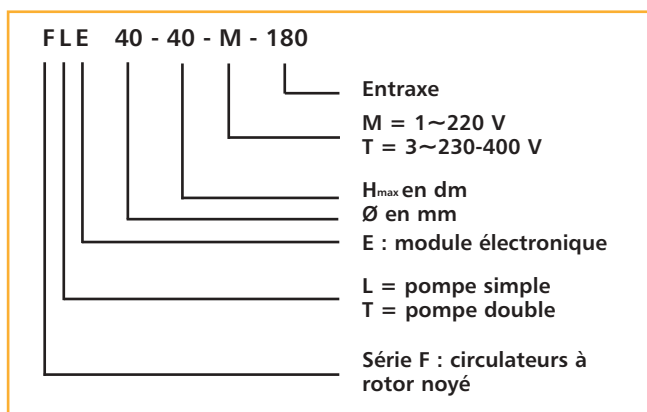 FLE 40 - 40 - M - 180
Entraxe
M = 1~220 V
T = 3~230-400 V
Hmax en dm
Ø en mm
E : module électronique
L = pompe simple
T = pompe double
Série F : circulateurs à
rotor noyé